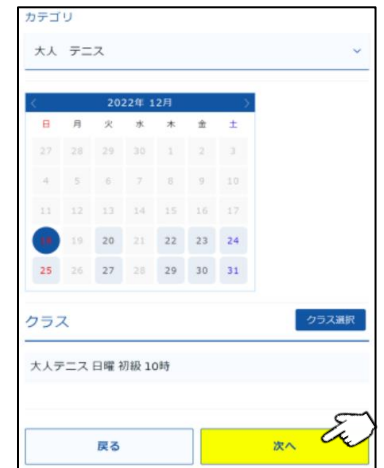 カテゴリ
大人 テニス
2022年 12月
日 月 火 水 木 金 土
27 28 29 30 1 2 3
4 5 6 7 8 9 10
11 12 13 14 15 16 17
18 19 20 21 22 23 24
25 26 27 28 29 30 31
クラス
クラス選択
大人テニス 日曜 初級 10時
戻る
次へ